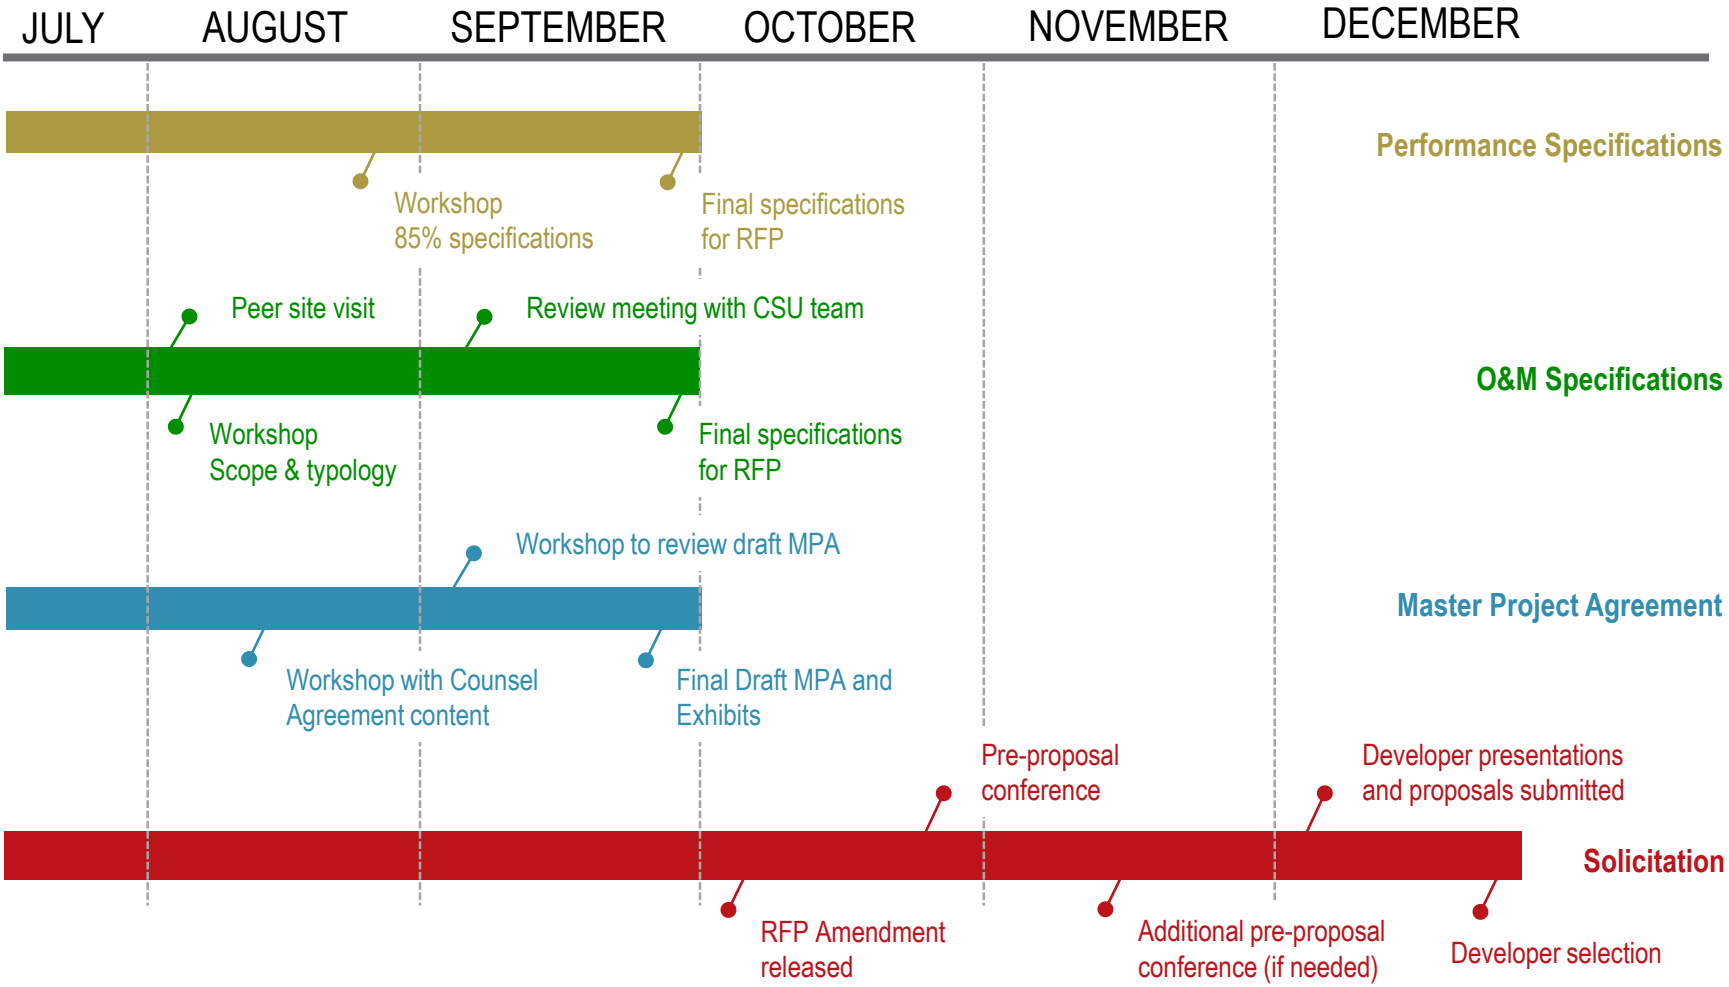 JULY
AUGUST
SEPTEMBER
OCTOBER
NOVEMBER
DECEMBER
Performance Specifications
Workshop
85% specifications
Final specifications
for RFP
Peer site visit
Review meeting with CSU team
O&M Specifications
Workshop
Scope & typology
Final specifications
for RFP
Workshop to review draft MPA
Master Project Agreement
Workshop with Counsel
Agreement content
Final Draft MPA and
Exhibits
Pre-proposal
conference
Developer presentations
and proposals submitted
Solicitation
RFP Amendment
released
Additional pre-proposal
conference (if needed)
Developer selection